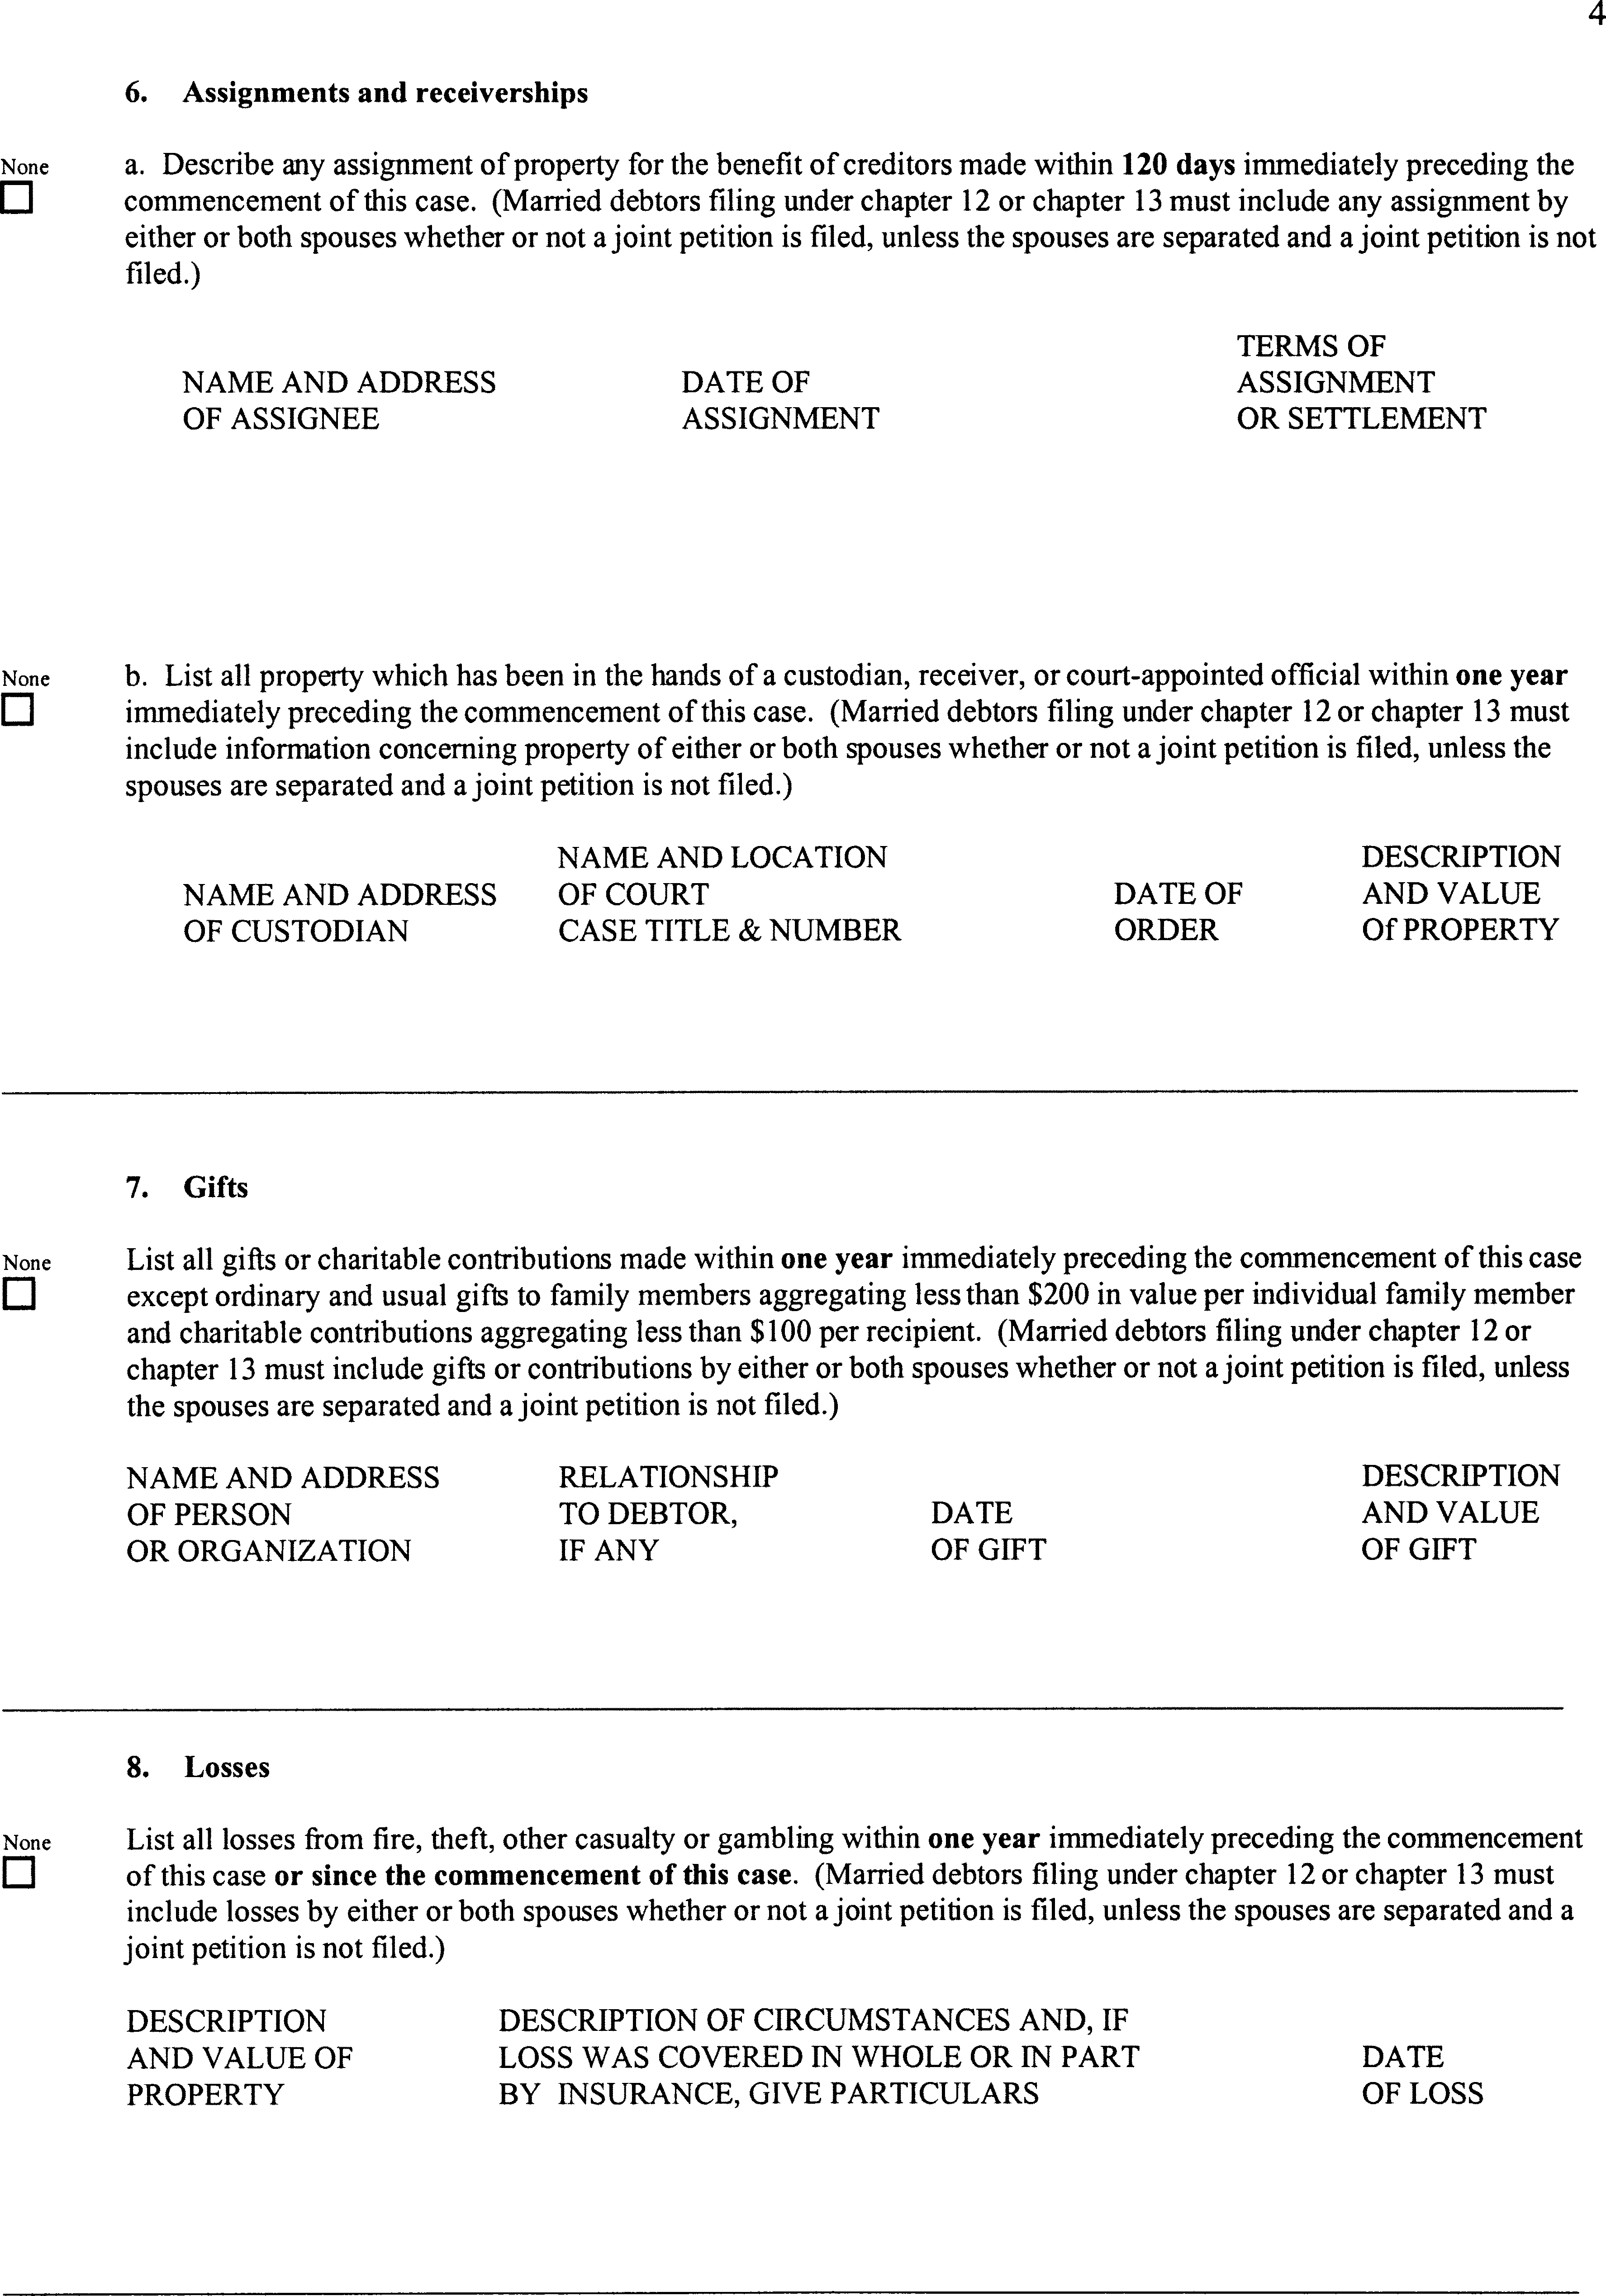 4
6. Assignments and receiverships
None
a. Describe any assignment of property for the benefit of creditors made within 120 days immediately preceding the
commencement of this case. (Married debtors filing under chapter 12 or chapter 13 must include any assignment by
either or both spouses whether or not a joint petition is filed, unless the spouses are separated and a joint petition is not
filed.)
NAME AND ADDRESS
OF ASSIGNEE
DATE OF
ASSIGNMENT
TERMS OF
ASSIGNMENT
OR SETTLEMENT
None
b. List all property which has been in the hands of a custodian, receiver, or court-appointed official within one year
immediately preceding the commencement of this case. (Married debtors filing under chapter 12 or chapter 13 must
include information concerning property of either or both spouses whether or not a joint petition is filed, unless the
spouses are separated and a joint petition is not filed.)
NAME AND ADDRESS
OF CUSTODIAN
NAME AND LOCATION
OF COURT
CASE TITLE & NUMBER
DATE OF
ORDER
DESCRIPTION
AND VALUE
Of PROPERTY
7. Gifts
None
List all gifts or charitable contributions made within one year immediately preceding the commencement of this case
except ordinary and usual gifts to family members aggregating less than $200 in value per individual family member
and charitable contributions aggregating less than $100 per recipient. (Married debtors filing under chapter 12 or
chapter 13 must include gifts or contributions by either or both spouses whether or not a joint petition is filed, unless
the spouses are separated and a joint petition is not filed.)
NAME AND ADDRESS
OF PERSON
OR ORGANIZATION
RELATIONSHIP
TO DEBTOR,
IF ANY
DATE
OF GIFT
DESCRIPTION
AND VALUE
OF GIFT
8. Losses
None
List all losses from fire, theft, other casualty or gambling within one year immediately preceding the commencement
of this case or since the commencement of this case. (Married debtors filing under chapter 12 or chapter 13 must
include losses by either or both spouses whether or not a joint petition is filed, unless the spouses are separated and a
joint petition is not filed.)
DESCRIPTION
AND VALUE OF
PROPERTY
DESCRIPTION OF CIRCUMSTANCES AND, IF
LOSS WAS COVERED IN WHOLE OR IN PART
BY INSURANCE, GIVE PARTICULARS
DATE
OF LOSS